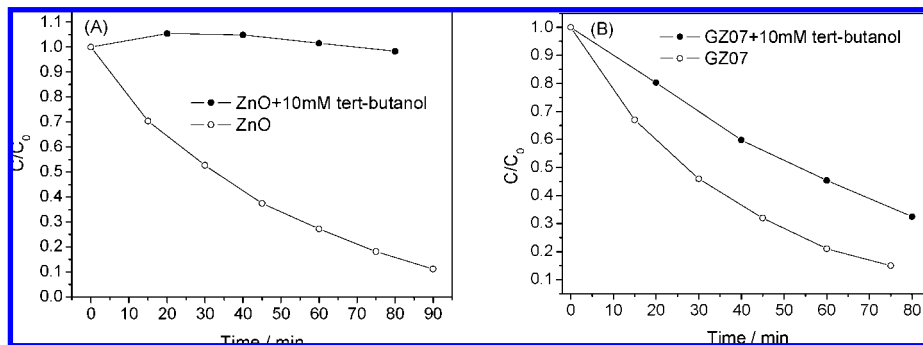 (A)
1.1
1.0
0.9
0.8
0.7
0.6
0.5
0.4
0.3
0.2
0.1
0.0
C/C0
ZnO+10mM tert-butanol
ZnO
0 10 20 30 40 50 60 70 80 90
Time / min
(B)
1.0
0.9
0.8
0.7
0.6
0.5
0.4
0.3
0.2
0.1
C/C0
GZ07+10mM tert-butanol
GZ07
0 10 20 30 40 50 60 70 80
Time / min